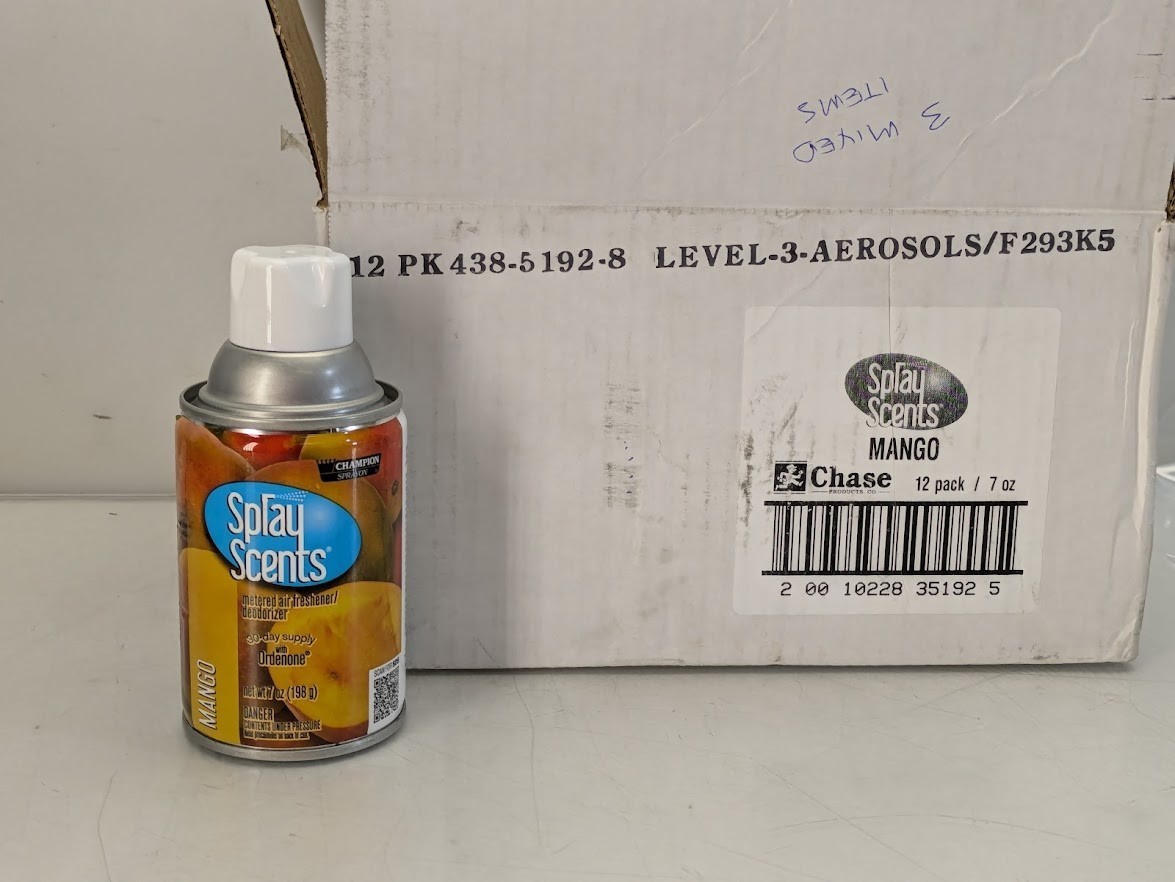 3 MIXED
ITEMS
12 PK 438-5192-8 LEVEL-3-AEROSOLS/F293K5
Spray
Scents®
MANGO
Chase
PRODUCTS CO
12 pack / 7 oz
2 00 10228 35192 5
CHAMPION
SPRAYON
Spray
Scents®
metered air freshener/
deodorizer
30-day supply
with
Ordenone®
net wt 7 oz (198 g)
DANGER
CONTENTS UNDER PRESSURE
MANGO